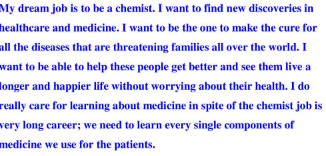 My dream job is to be a chemist. I want to find new discoveries in
healthcare and medicine. I want to be the one to make the cure for
all the diseases that are threatening families all over the world. I
want to be able to help these people get better and see them live a
longer and happier life without worrying about their health. I do
really care for learning about medicine in spite of the chemist job is
very long career; we need to learn every single components of
medicine we use for the patients.